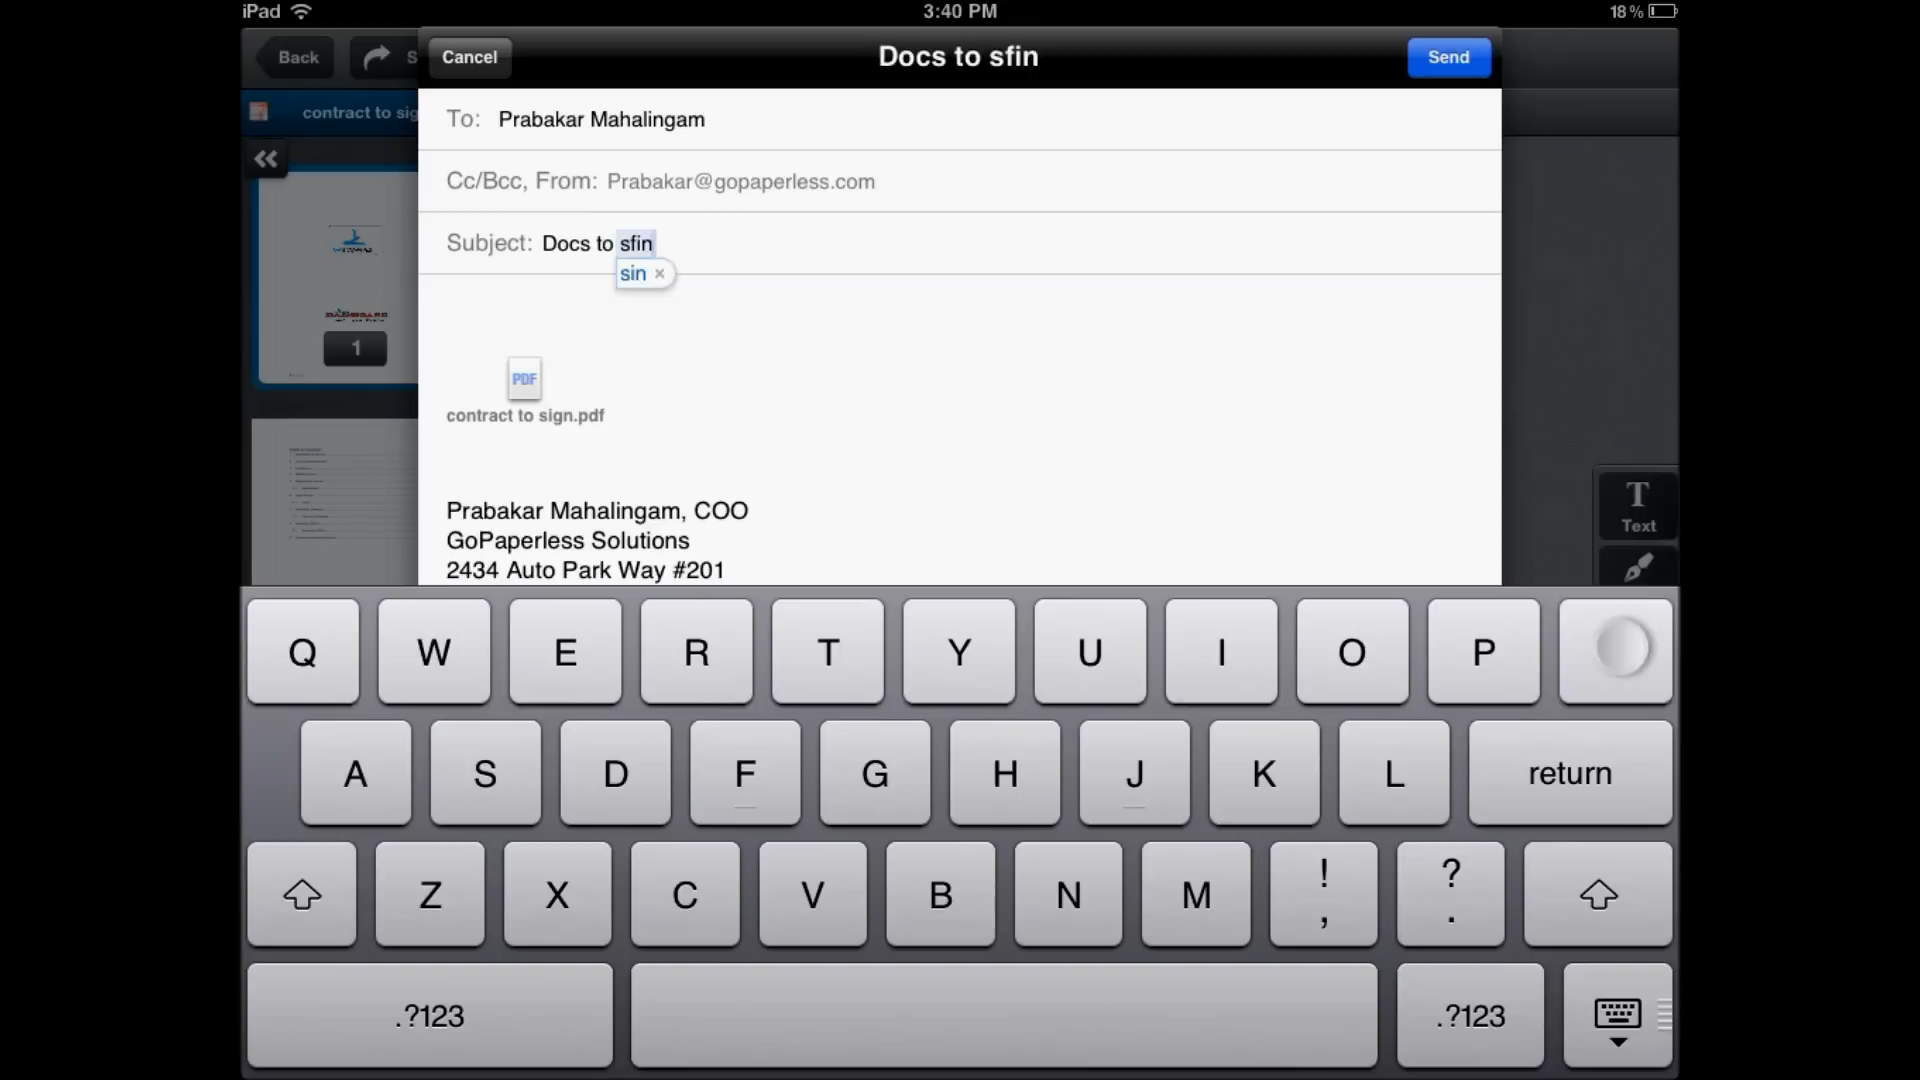 iPad 3:40 PM 18%
Back S Cancel Docs to sfin Send
contract to sig
To: Prabakar Mahalingam
Cc/Bcc, From: Prabakar@gopaperless.com
Subject: Docs to sfin
sin ×
1
PDF
contract to sign.pdf
Prabakar Mahalingam, COO
GoPaperless Solutions
2434 Auto Park Way #201
T
Text
Q W E R T Y U I O P
A S D F G H J K L return
Z X C V B N M ! , ? .
.?123 .?123